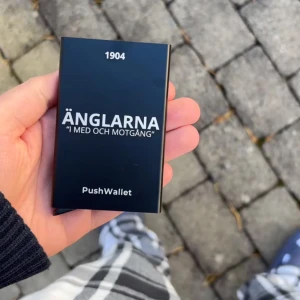 1904
ÄNGLARNA
"I MED OCH MOTGÅNG"
PushWallet